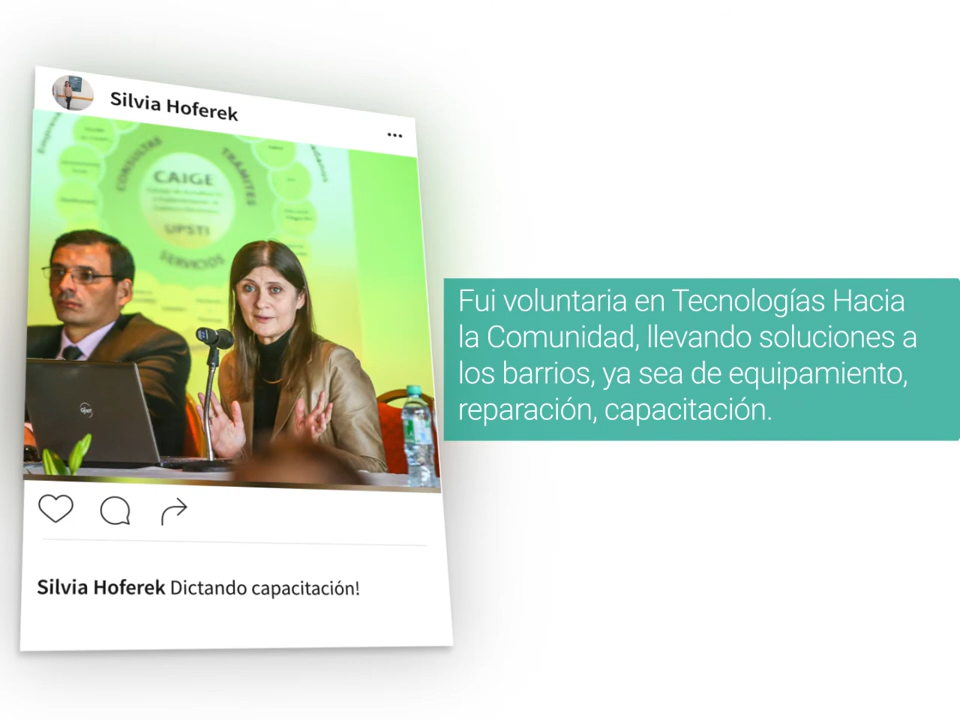 Silvia Hoferek
CONSULTAS
TRÁMITES
CAIGE
UPSTI
SERVICIOS
Fui voluntaria en Tecnologías Hacia
la Comunidad, llevando soluciones a
los barrios, ya sea de equipamiento,
reparación, capacitación.
Silvia Hoferek Dictando capacitación!